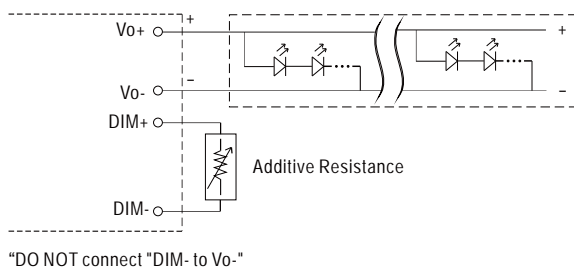 Vo+
+
+
Vo-
−
−
DIM+
Additive Resistance
DIM-
“DO NOT connect "DIM- to Vo-"